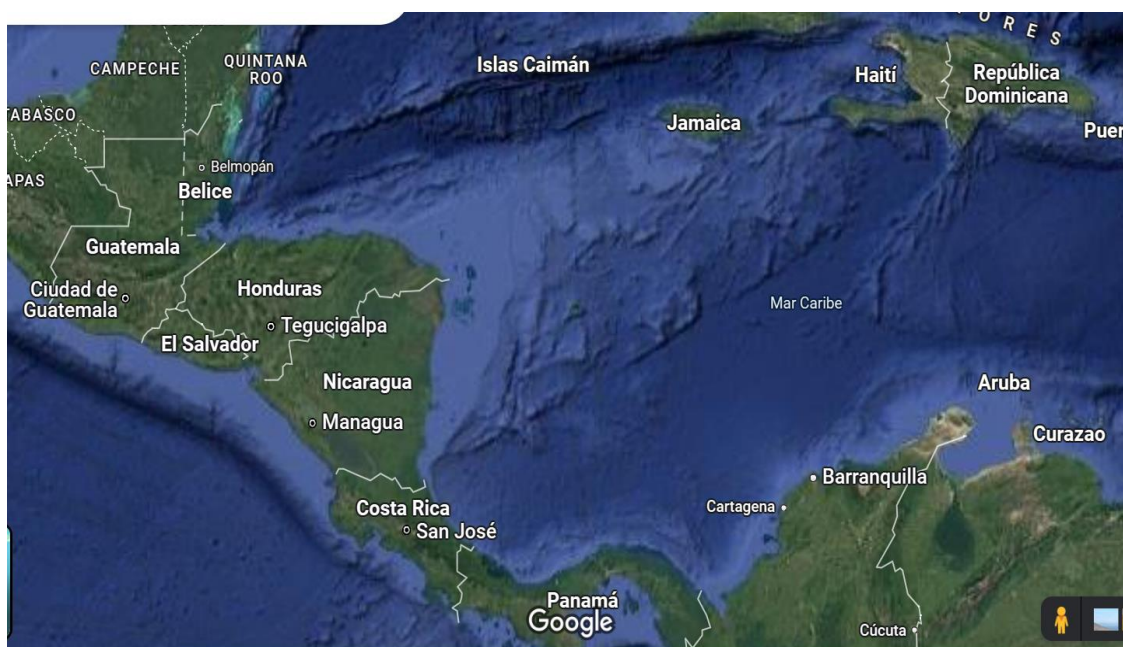 O R E S
QUINTANA
ROO
CAMPECHE
Islas Caimán
Haití
República
Dominicana
TABASCO
Jamaica
Puer
Belmopán
APAS
Belice
Guatemala
Ciudad de
Guatemala
Honduras
Mar Caribe
Tegucigalpa
El Salvador
Nicaragua
Aruba
Managua
Curazao
Barranquilla
Costa Rica
Cartagena
San José
Panamá
Google
Cúcuta